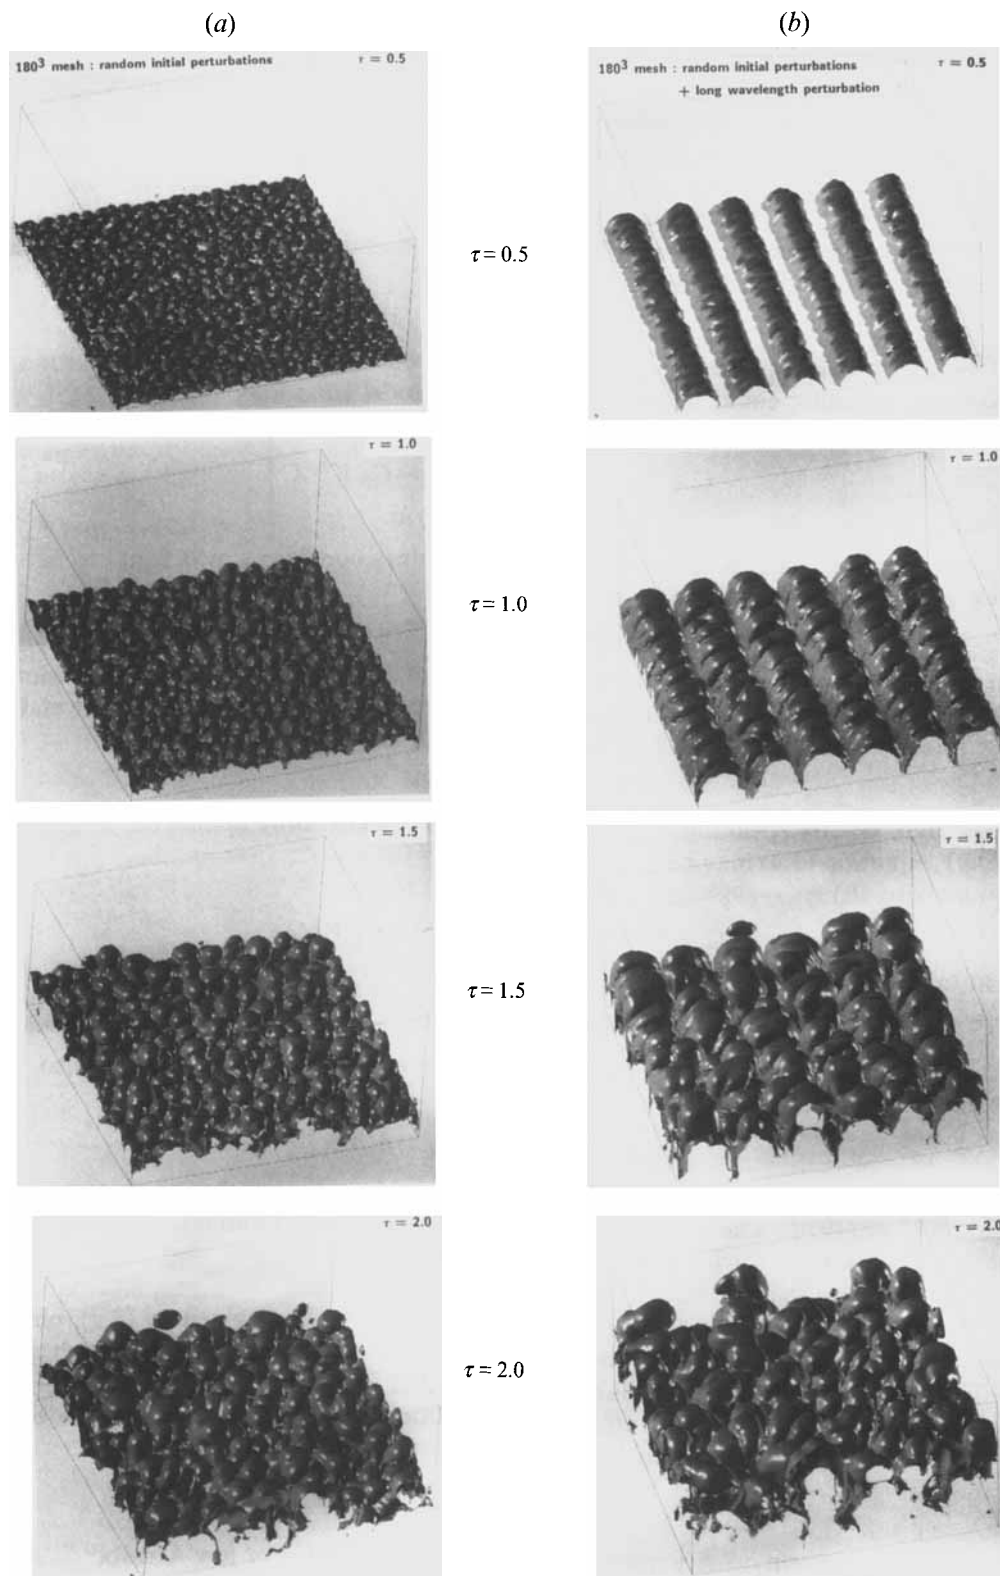 (a)
(b)
180³ mesh : random initial perturbations τ = 0.5
180³ mesh : random initial perturbations τ = 0.5
+ long wavelength perturbation
τ = 0.5
τ = 1.0
τ = 1.0
τ = 1.0
τ = 1.5
τ = 1.5
τ = 1.5
τ = 2.0
τ = 2.0
τ = 2.0